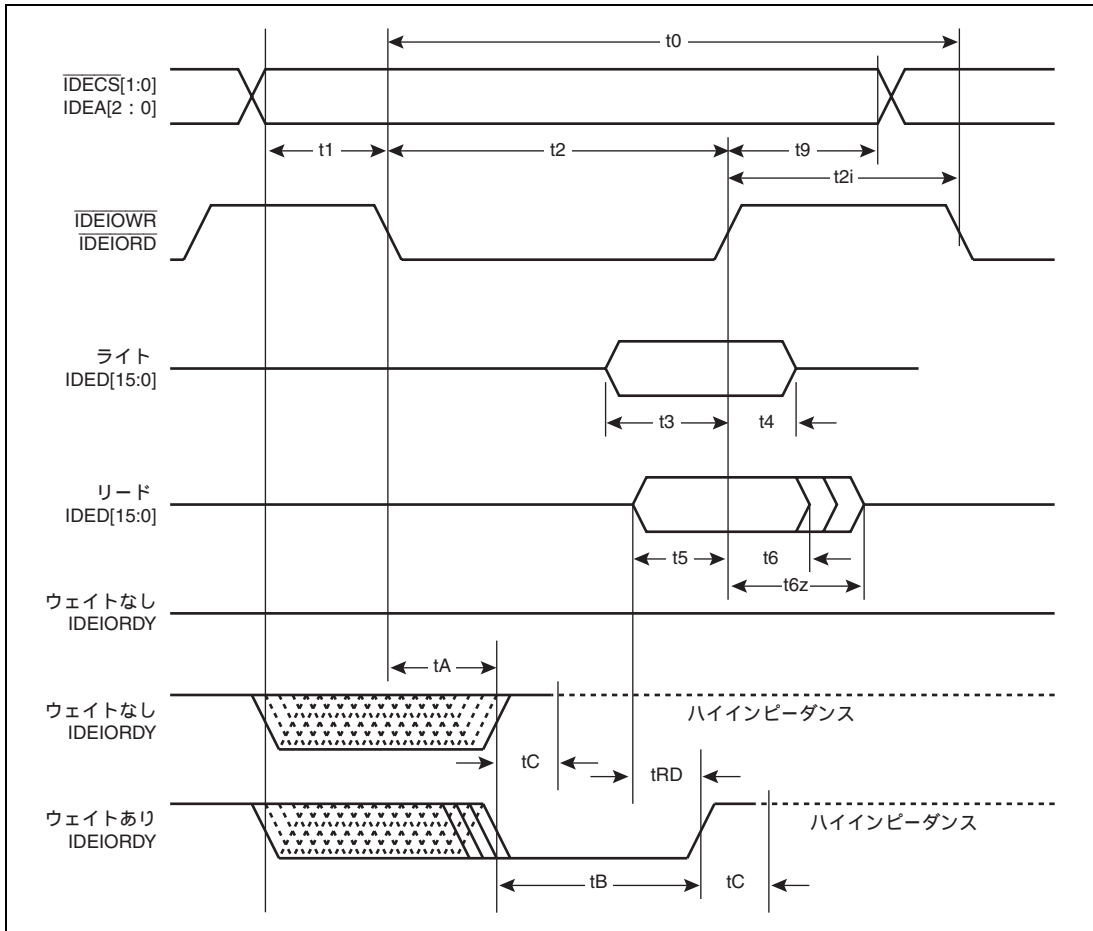 t0
IDECS[1:0]
IDEA[2 : 0]
t1
t2
t9
t2i
IDEIOWR
IDEIORD
ライト
IDED[15:0]
t3
t4
リード
IDED[15:0]
t5
t6
t6z
ウェイトなし
IDEIORDY
tA
ウェイトなし
IDEIORDY
ハイインピーダンス
tC
tRD
ウェイトあり
IDEIORDY
ハイインピーダンス
tB
tC